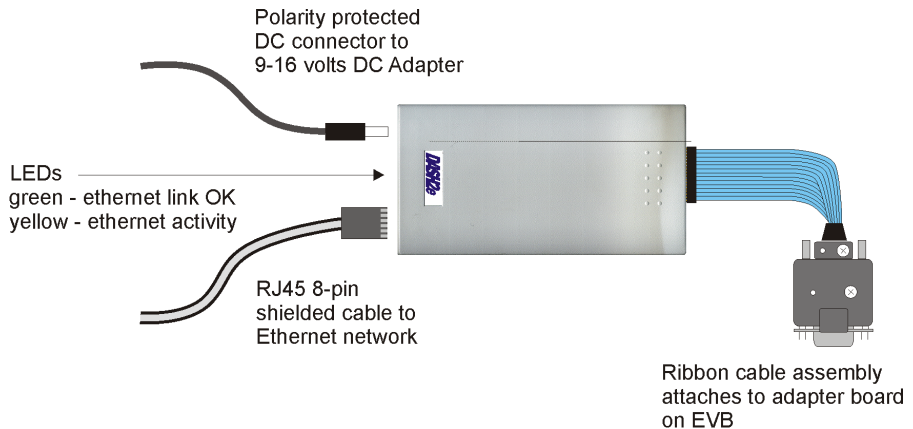 Polarity protected
DC connector to
9-16 volts DC Adapter
LEDs
green - ethernet link OK
yellow - ethernet activity
DASH2e
RJ45 8-pin
shielded cable to
Ethernet network
Ribbon cable assembly
attaches to adapter board
on EVB